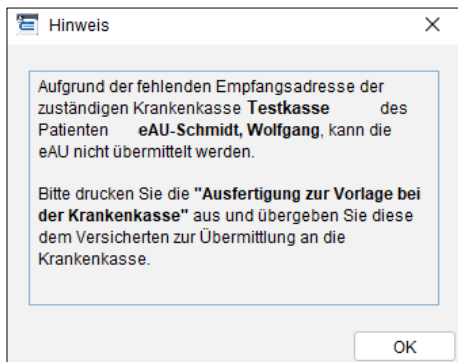 Hinweis
Aufgrund der fehlenden Empfangsadresse der
zuständigen Krankenkasse Testkasse des
Patienten eAU-Schmidt, Wolfgang, kann die
eAU nicht übermittelt werden.
Bitte drucken Sie die "Ausfertigung zur Vorlage bei
der Krankenkasse" aus und übergeben Sie diese
dem Versicherten zur Übermittlung an die
Krankenkasse.
OK